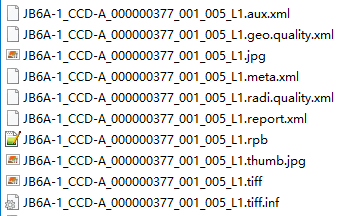 JB6A-1_CCD-A_000000377_001_005_L1.aux.xml
JB6A-1_CCD-A_000000377_001_005_L1.geo.quality.xml
JB6A-1_CCD-A_000000377_001_005_L1.jpg
JB6A-1_CCD-A_000000377_001_005_L1.meta.xml
JB6A-1_CCD-A_000000377_001_005_L1.radi.quality.xml
JB6A-1_CCD-A_000000377_001_005_L1.report.xml
JB6A-1_CCD-A_000000377_001_005_L1.rpb
JB6A-1_CCD-A_000000377_001_005_L1.thumb.jpg
JB6A-1_CCD-A_000000377_001_005_L1.tiff
JB6A-1_CCD-A_000000377_001_005_L1.tiff.inf